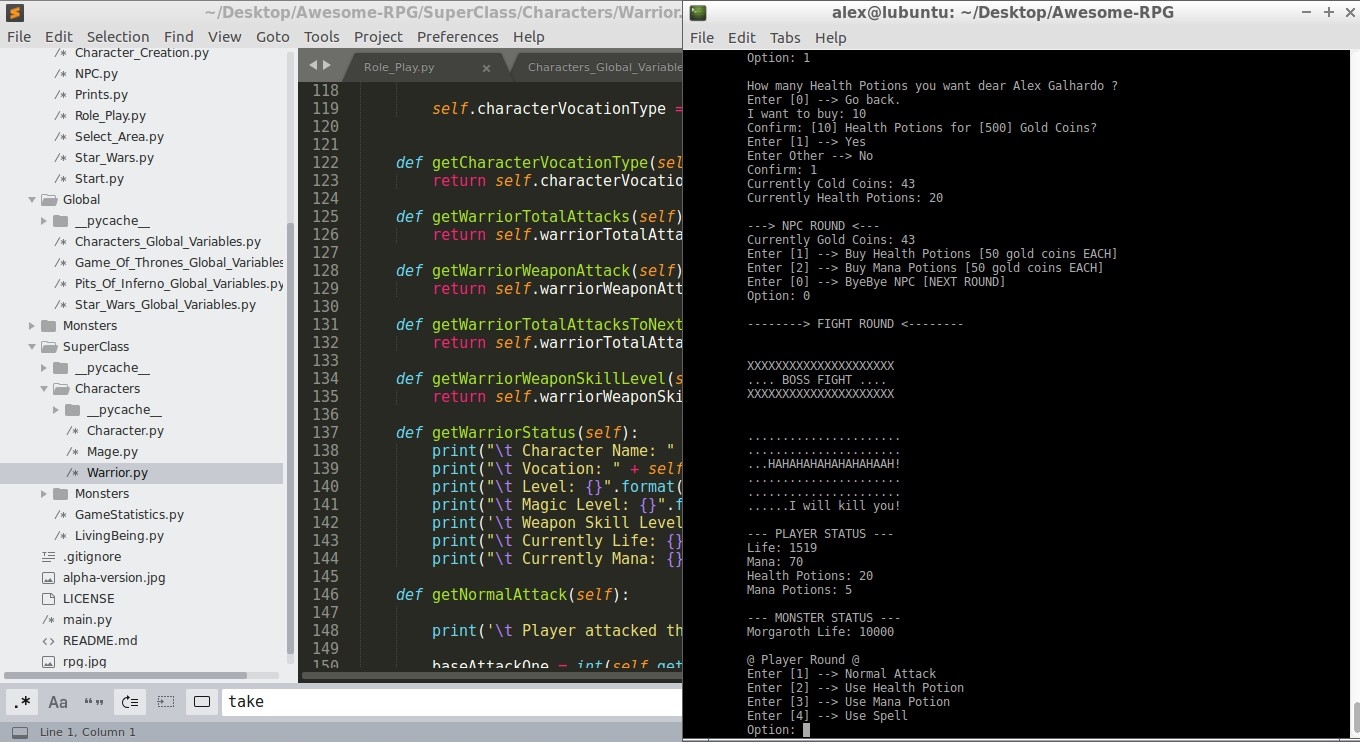 ~/Desktop/Awesome-RPG/SuperClass/Characters/Warrior.
File Edit Selection Find View Goto Tools Project Preferences Help
Character_Creation.py
NPC.py
Prints.py
Role_Play.py
Select_Area.py
Star_Wars.py
Start.py
Global
__pycache__
Characters_Global_Variables.py
Game_Of_Thrones_Global_Variables
Pits_Of_Inferno_Global_Variables.py
Star_Wars_Global_Variables.py
Monsters
SuperClass
__pycache__
Characters
__pycache__
Character.py
Mage.py
Warrior.py
Monsters
GameStatistics.py
LivingBeing.py
.gitignore
alpha-version.jpg
LICENSE
main.py
README.md
rpg.jpg
Role_Play.py × Characters_Global_Variable
118
119 self.characterVocationType =
120
121
122 def getCharacterVocationType(sel
123 return self.characterVocatio
124
125 def getWarriorTotalAttacks(self)
126 return self.warriorTotalAtta
127
128 def getWarriorWeaponAttack(self)
129 return self.warriorWeaponAtt
130
131 def getWarriorTotalAttacksToNext
132 return self.warriorTotalAtta
133
134 def getWarriorWeaponSkillLevel(s
135 return self.warriorWeaponSki
136
137 def getWarriorStatus(self):
138 print("\t Character Name: "
139 print("\t Vocation: " + self
140 print("\t Level: {}".format(
141 print("\t Magic Level: {}".f
142 print('\t Weapon Skill Level
143 print("\t Currently Life: {}
144 print("\t Currently Mana: {}
145
146 def getNormalAttack(self):
147
148 print('\t Player attacked th
149
150 baseAttackOne = int(self.get
.* Aa “” take
Line 1, Column 1
alex@lubuntu: ~/Desktop/Awesome-RPG
File Edit Tabs Help
Option: 1
How many Health Potions you want dear Alex Galhardo ?
Enter [0] --> Go back.
I want to buy: 10
Confirm: [10] Health Potions for [500] Gold Coins?
Enter [1] --> Yes
Enter Other --> No
Confirm: 1
Currently Cold Coins: 43
Currently Health Potions: 20
---> NPC ROUND <---
Currently Gold Coins: 43
Enter [1] --> Buy Health Potions [50 gold coins EACH]
Enter [2] --> Buy Mana Potions [50 gold coins EACH]
Enter [0] --> ByeBye NPC [NEXT ROUND]
Option: 0
--------> FIGHT ROUND <--------
XXXXXXXXXXXXXXXXXXXXX
.... BOSS FIGHT ....
XXXXXXXXXXXXXXXXXXXXX
......................
......................
...HAHAHAHAHAHAHAHAAH!
......................
......................
......I will kill you!
--- PLAYER STATUS ---
Life: 1519
Mana: 70
Health Potions: 20
Mana Potions: 5
--- MONSTER STATUS ---
Morgaroth Life: 10000
@ Player Round @
Enter [1] --> Normal Attack
Enter [2] --> Use Health Potion
Enter [3] --> Use Mana Potion
Enter [4] --> Use Spell
Option: